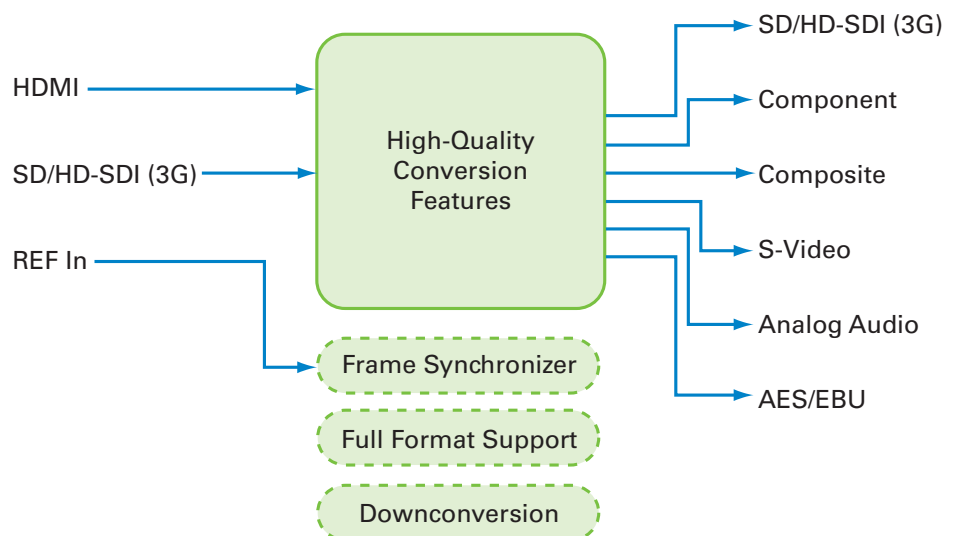 HDMI
SD/HD-SDI (3G)
REF In
High-Quality
Conversion
Features
Frame Synchronizer
Full Format Support
Downconversion
SD/HD-SDI (3G)
Component
Composite
S-Video
Analog Audio
AES/EBU